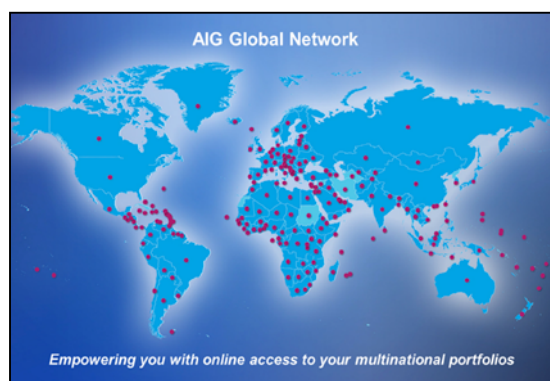 AIG Global Network
Empowering you with online access to your multinational portfolios